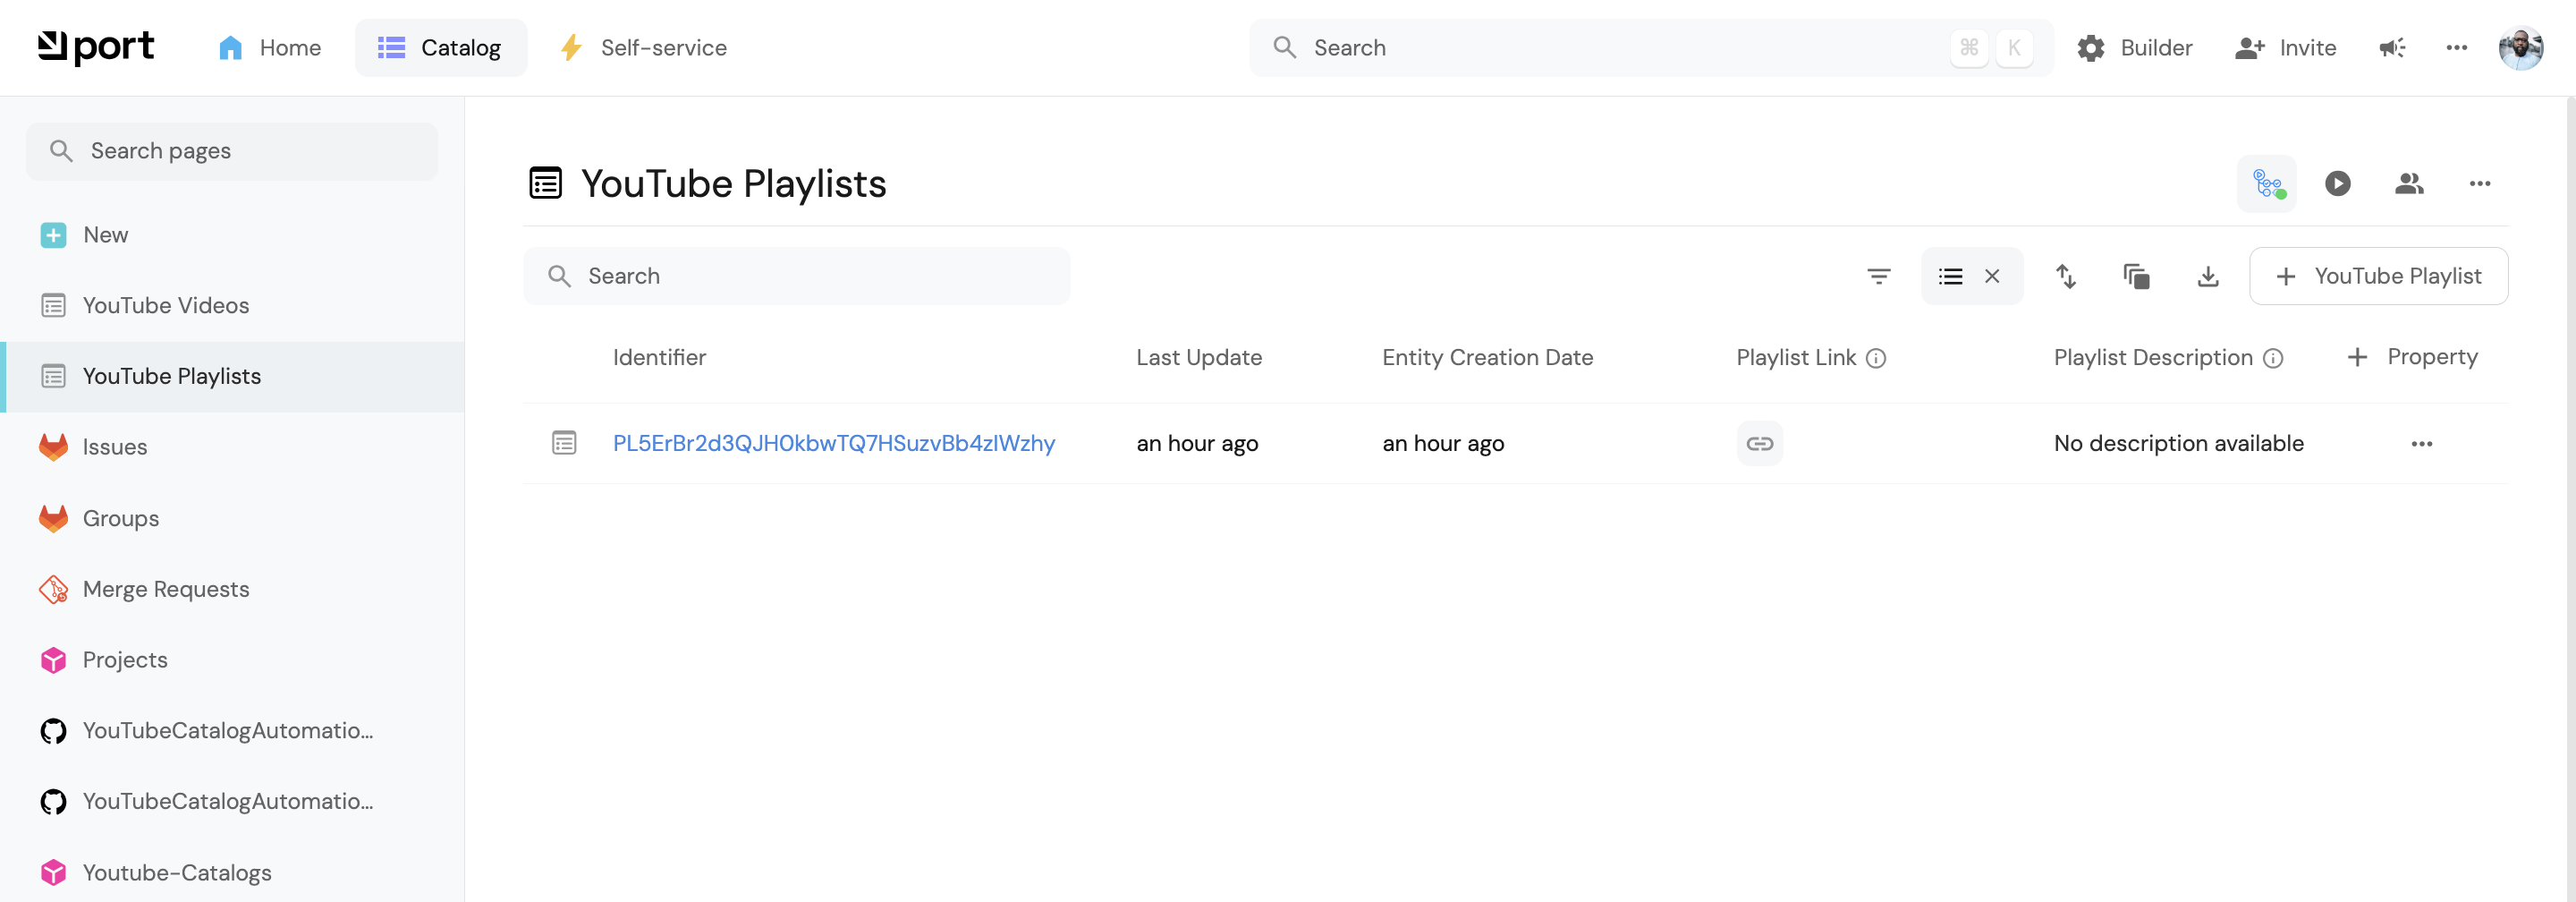 port
Home
Catalog
Self-service
Search
⌘ K
Builder
Invite
Search pages
New
YouTube Videos
YouTube Playlists
Issues
Groups
Merge Requests
Projects
YouTubeCatalogAutomatio...
YouTubeCatalogAutomatio...
Youtube-Catalogs
YouTube Playlists
Search
YouTube Playlist
Identifier Last Update Entity Creation Date Playlist Link Playlist Description Property
PL5ErBr2d3QJH0kbwTQ7HSuzvBb4zIWzhy an hour ago an hour ago No description available